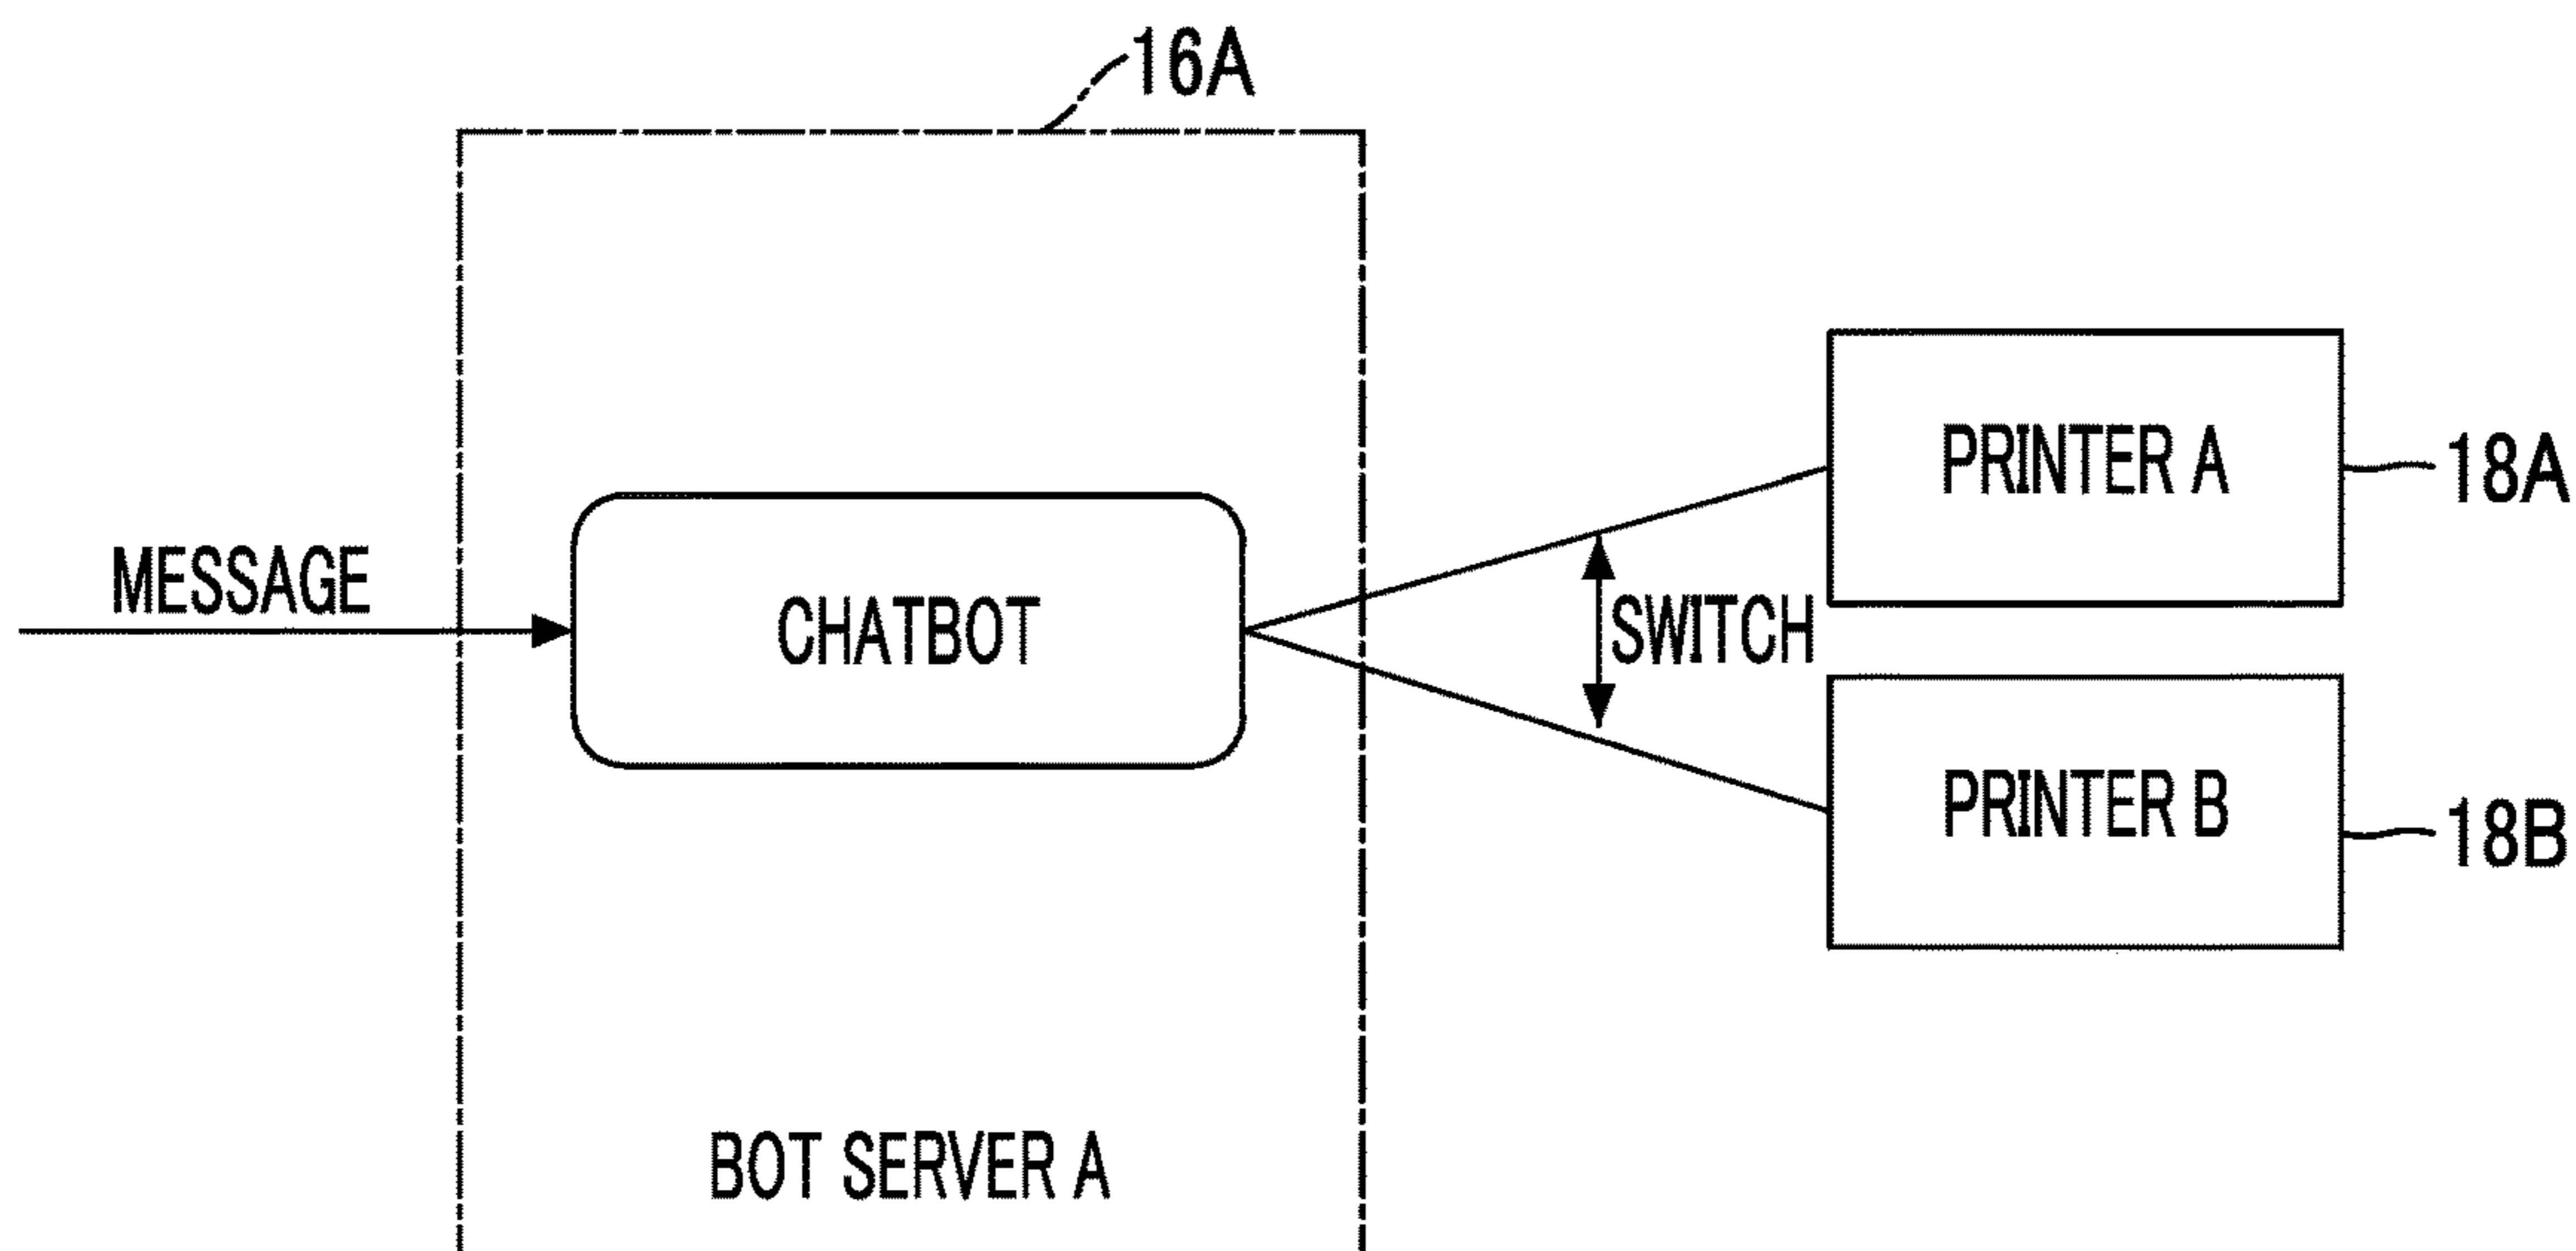 16A
PRINTER A
18A
MESSAGE
CHATBOT
SWITCH
PRINTER B
18B
BOT SERVER A